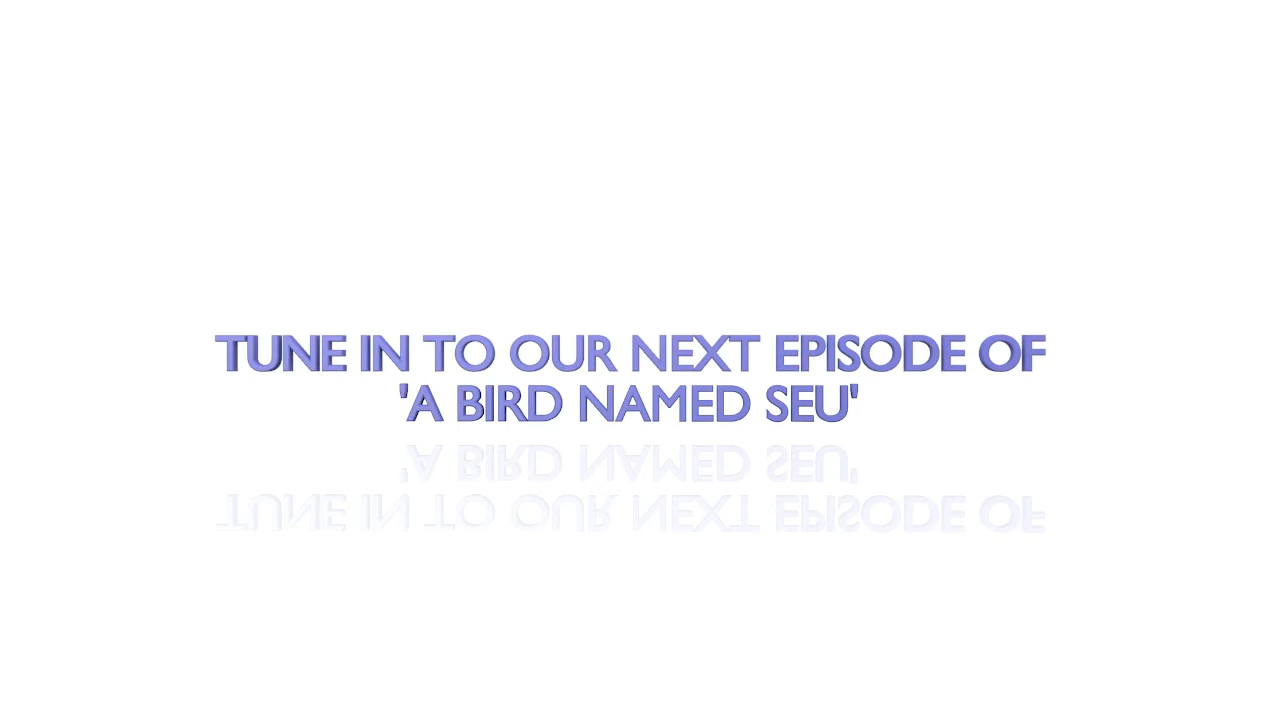 TUNE IN TO OUR NEXT EPISODE OF
'A BIRD NAMED SEU'